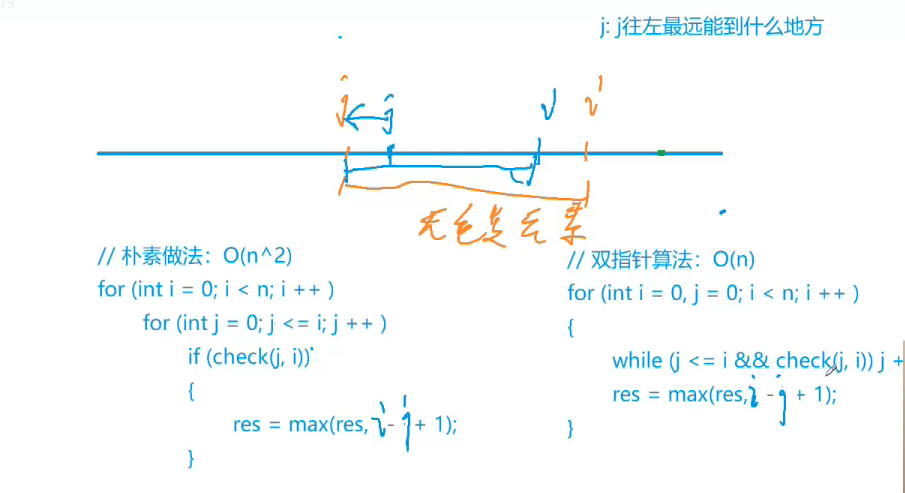 79
j: j往左最远能到什么地方
j
j
i
i'
无重复元素
// 朴素做法：O(n^2)
for (int i = 0; i < n; i ++ )
for (int j = 0; j <= i; j ++ )
if (check(j, i))
{
res = max(res, i - j + 1);
}
// 双指针算法：O(n)
for (int i = 0, j = 0; i < n; i ++ )
{
while (j <= i && check(j, i)) j +
res = max(res, i - j + 1);
}